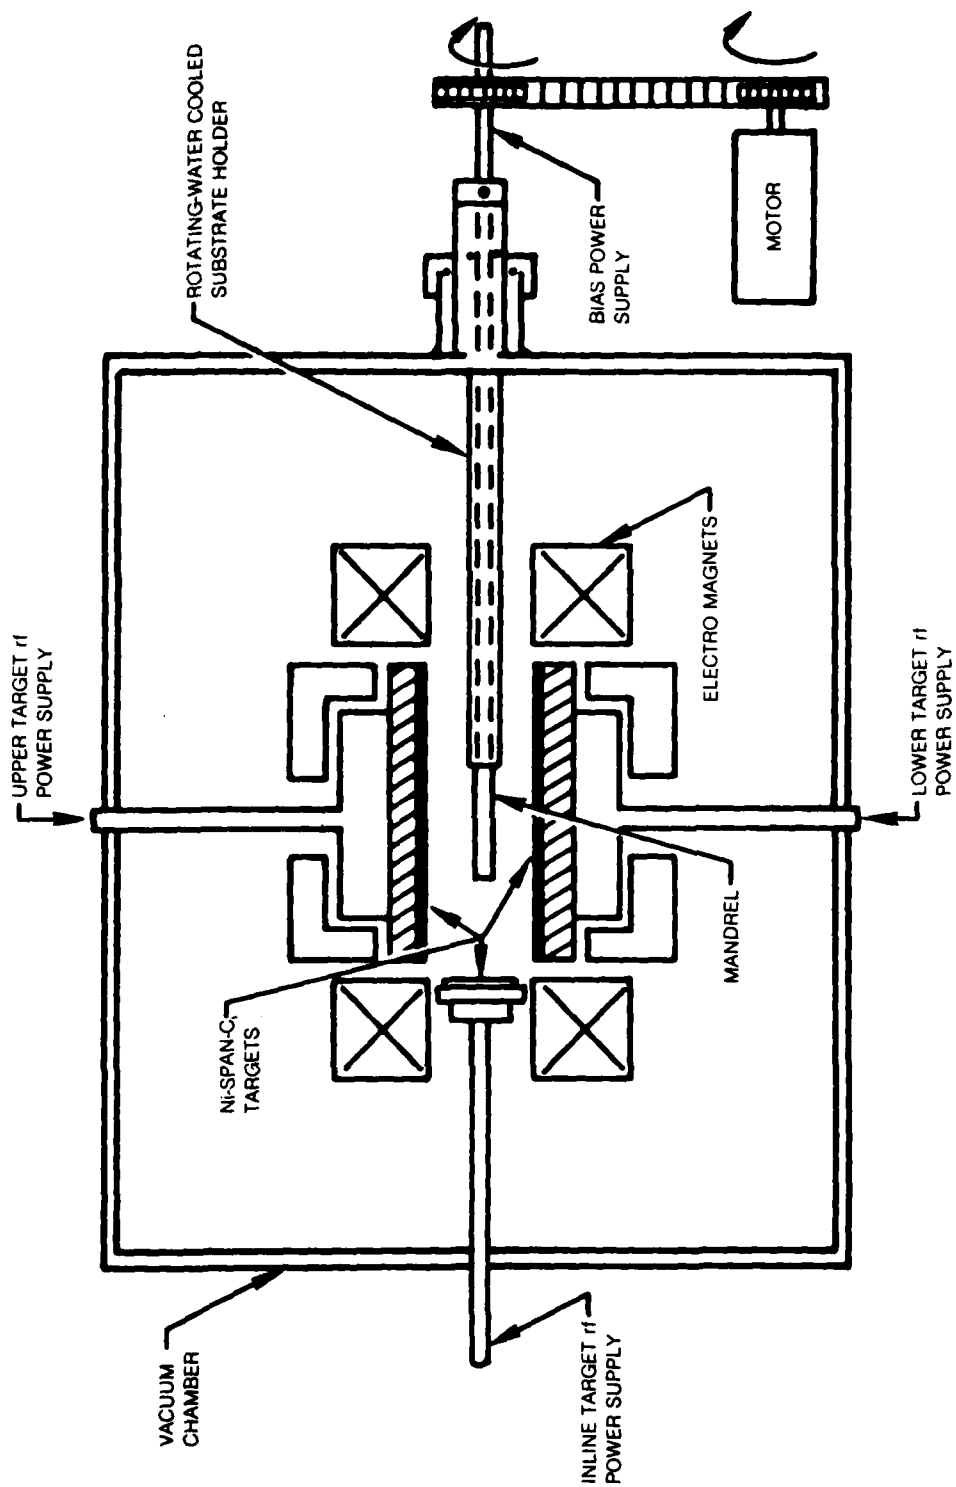 UPPER TARGET rf
POWER SUPPLY
ROTATING-WATER COOLED
SUBSTRATE HOLDER
VACUUM
CHAMBER
Ni-SPAN-C,
TARGETS
INLINE TARGET rf
POWER SUPPLY
MANDREL
ELECTRO MAGNETS
BIAS POWER
SUPPLY
MOTOR
LOWER TARGET rf
POWER SUPPLY